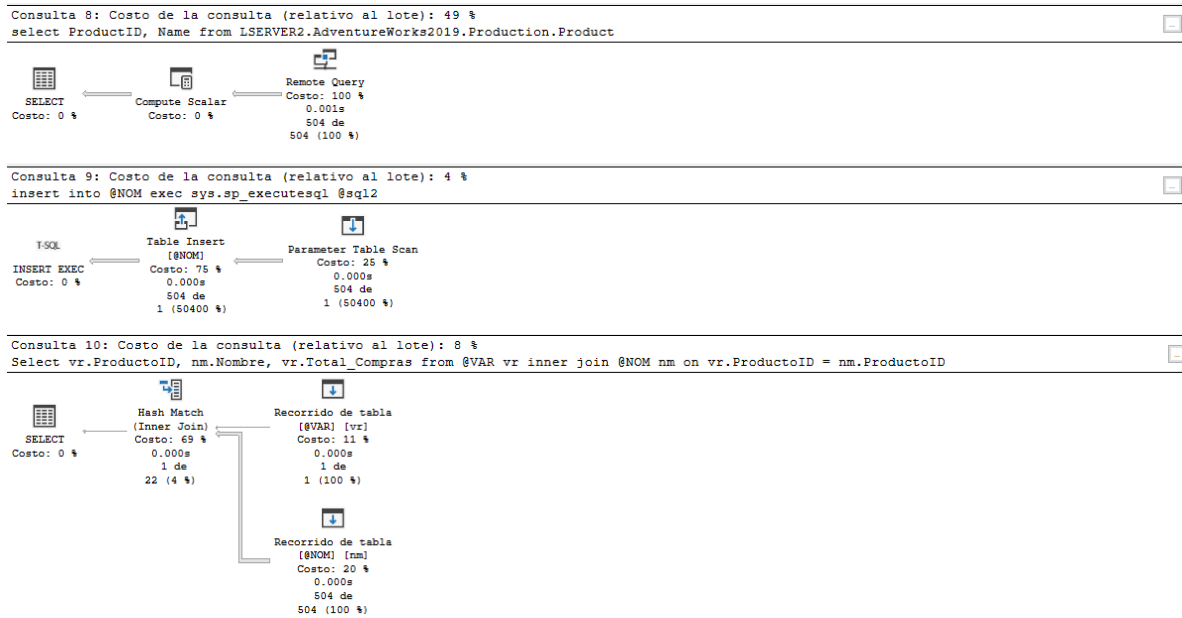 Consulta 8: Costo de la consulta (relativo al lote): 49 %
select ProductID, Name from LSERVER2.AdventureWorks2019.Production.Product
...
SELECT
Costo: 0 %
Compute Scalar
Costo: 0 %
Remote Query
Costo: 100 %
0.001s
504 de
504 (100 %)
Consulta 9: Costo de la consulta (relativo al lote): 4 %
insert into @NOM exec sys.sp_executesql @sql2
...
T-SQL
INSERT EXEC
Costo: 0 %
Table Insert
[@NOM]
Costo: 75 %
0.000s
504 de
1 (50400 %)
Parameter Table Scan
Costo: 25 %
0.000s
504 de
1 (50400 %)
Consulta 10: Costo de la consulta (relativo al lote): 8 %
Select vr.ProductoID, nm.Nombre, vr.Total_Compras from @VAR vr inner join @NOM nm on vr.ProductoID = nm.ProductoID
...
SELECT
Costo: 0 %
Hash Match
(Inner Join)
Costo: 69 %
0.000s
1 de
22 (4 %)
Recorrido de tabla
[@VAR] [vr]
Costo: 11 %
0.000s
1 de
1 (100 %)
Recorrido de tabla
[@NOM] [nm]
Costo: 20 %
0.000s
504 de
504 (100 %)